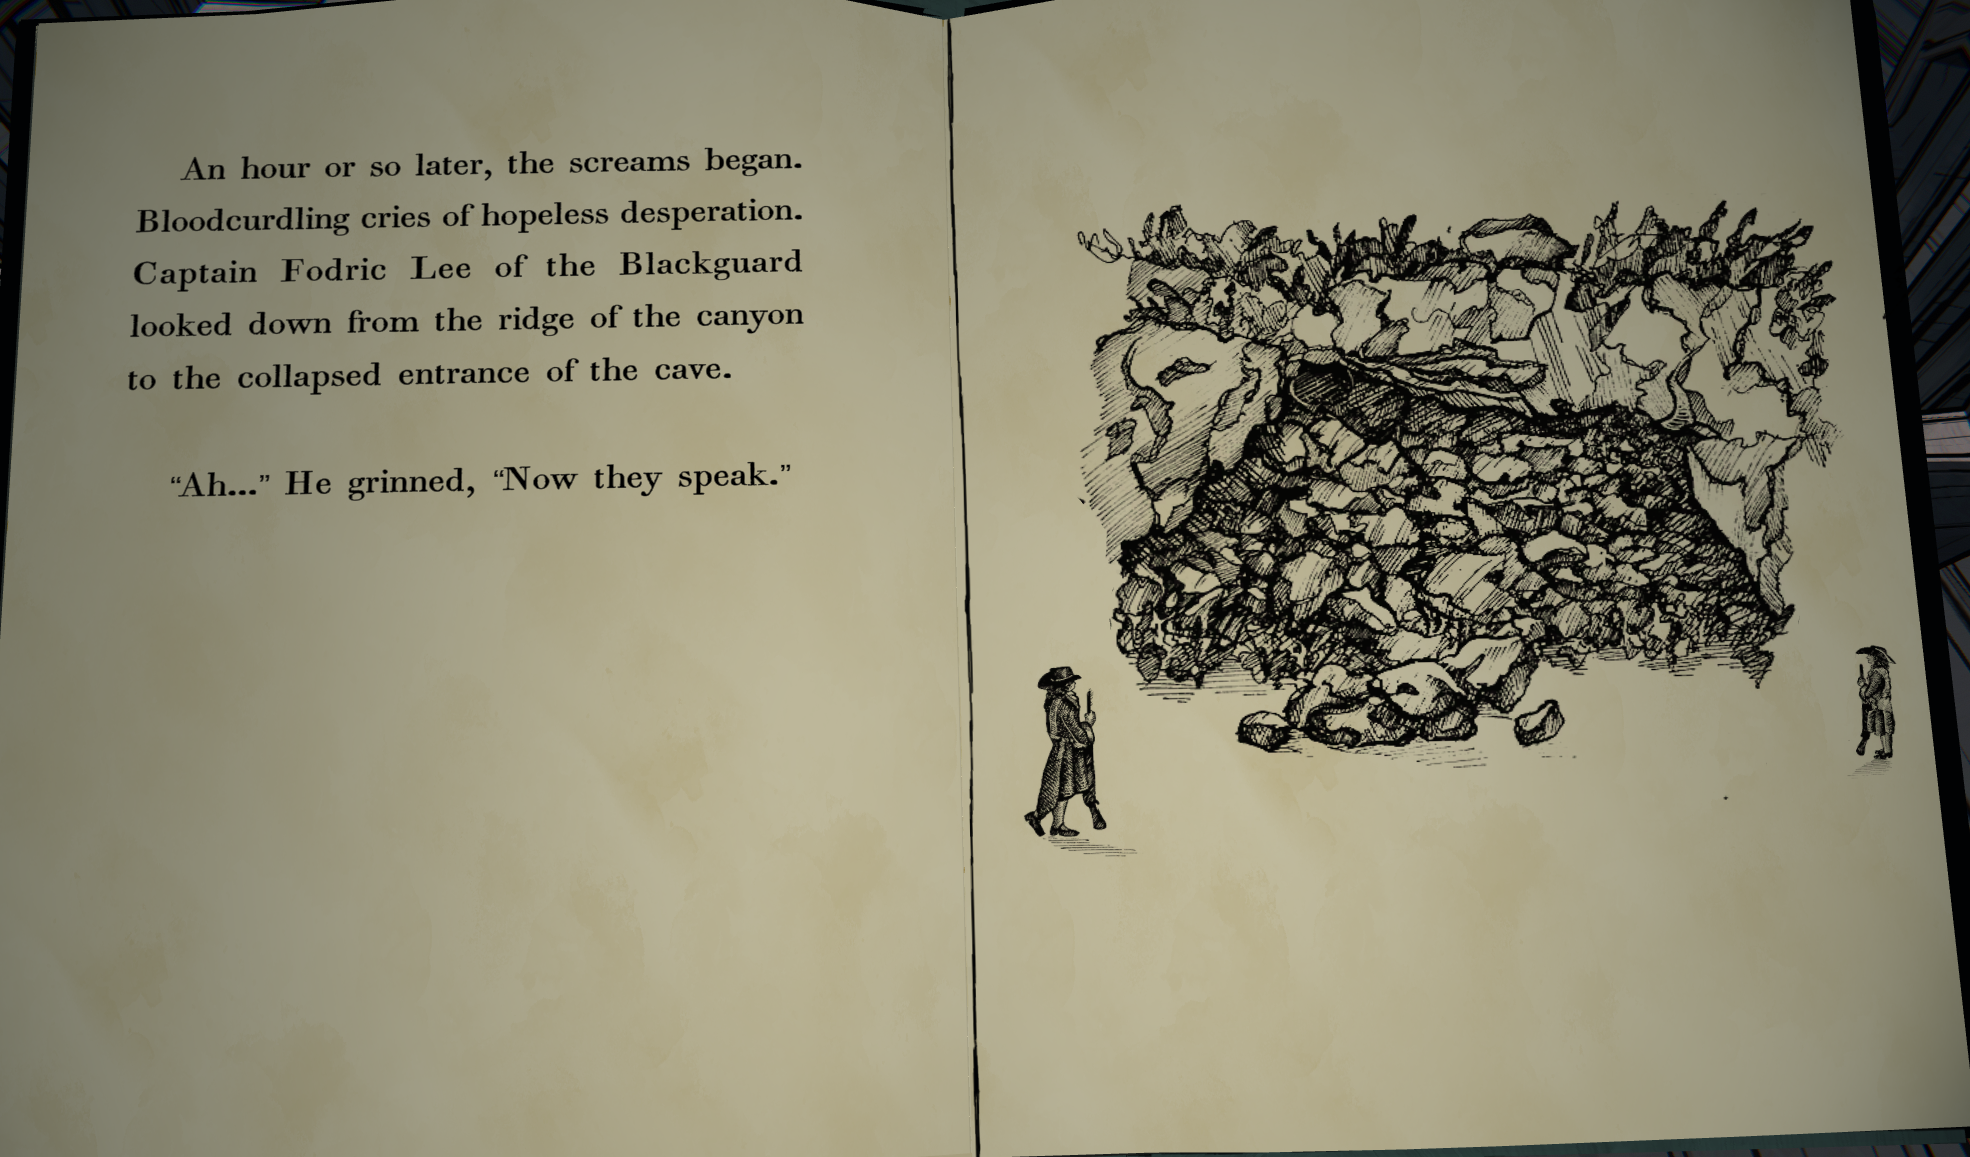 An hour or so later, the screams began.
Bloodcurdling cries of hopeless desperation.
Captain Fodric Lee of the Blackguard
looked down from the ridge of the canyon
to the collapsed entrance of the cave.
“Ah...” He grinned, “Now they speak.”